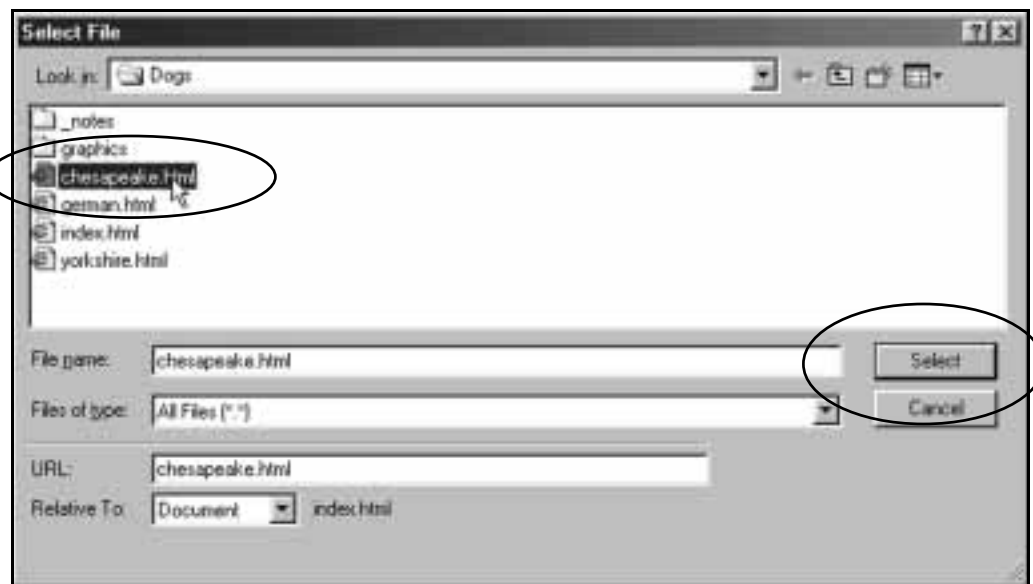 Select File
Look in: Dogs
_notes
graphics
chesapeake.html
german.html
index.html
yorkshire.html
File name: chesapeake.html Select
Files of type: All Files (*.*) Cancel
URL: chesapeake.html
Relative To: Document index.html